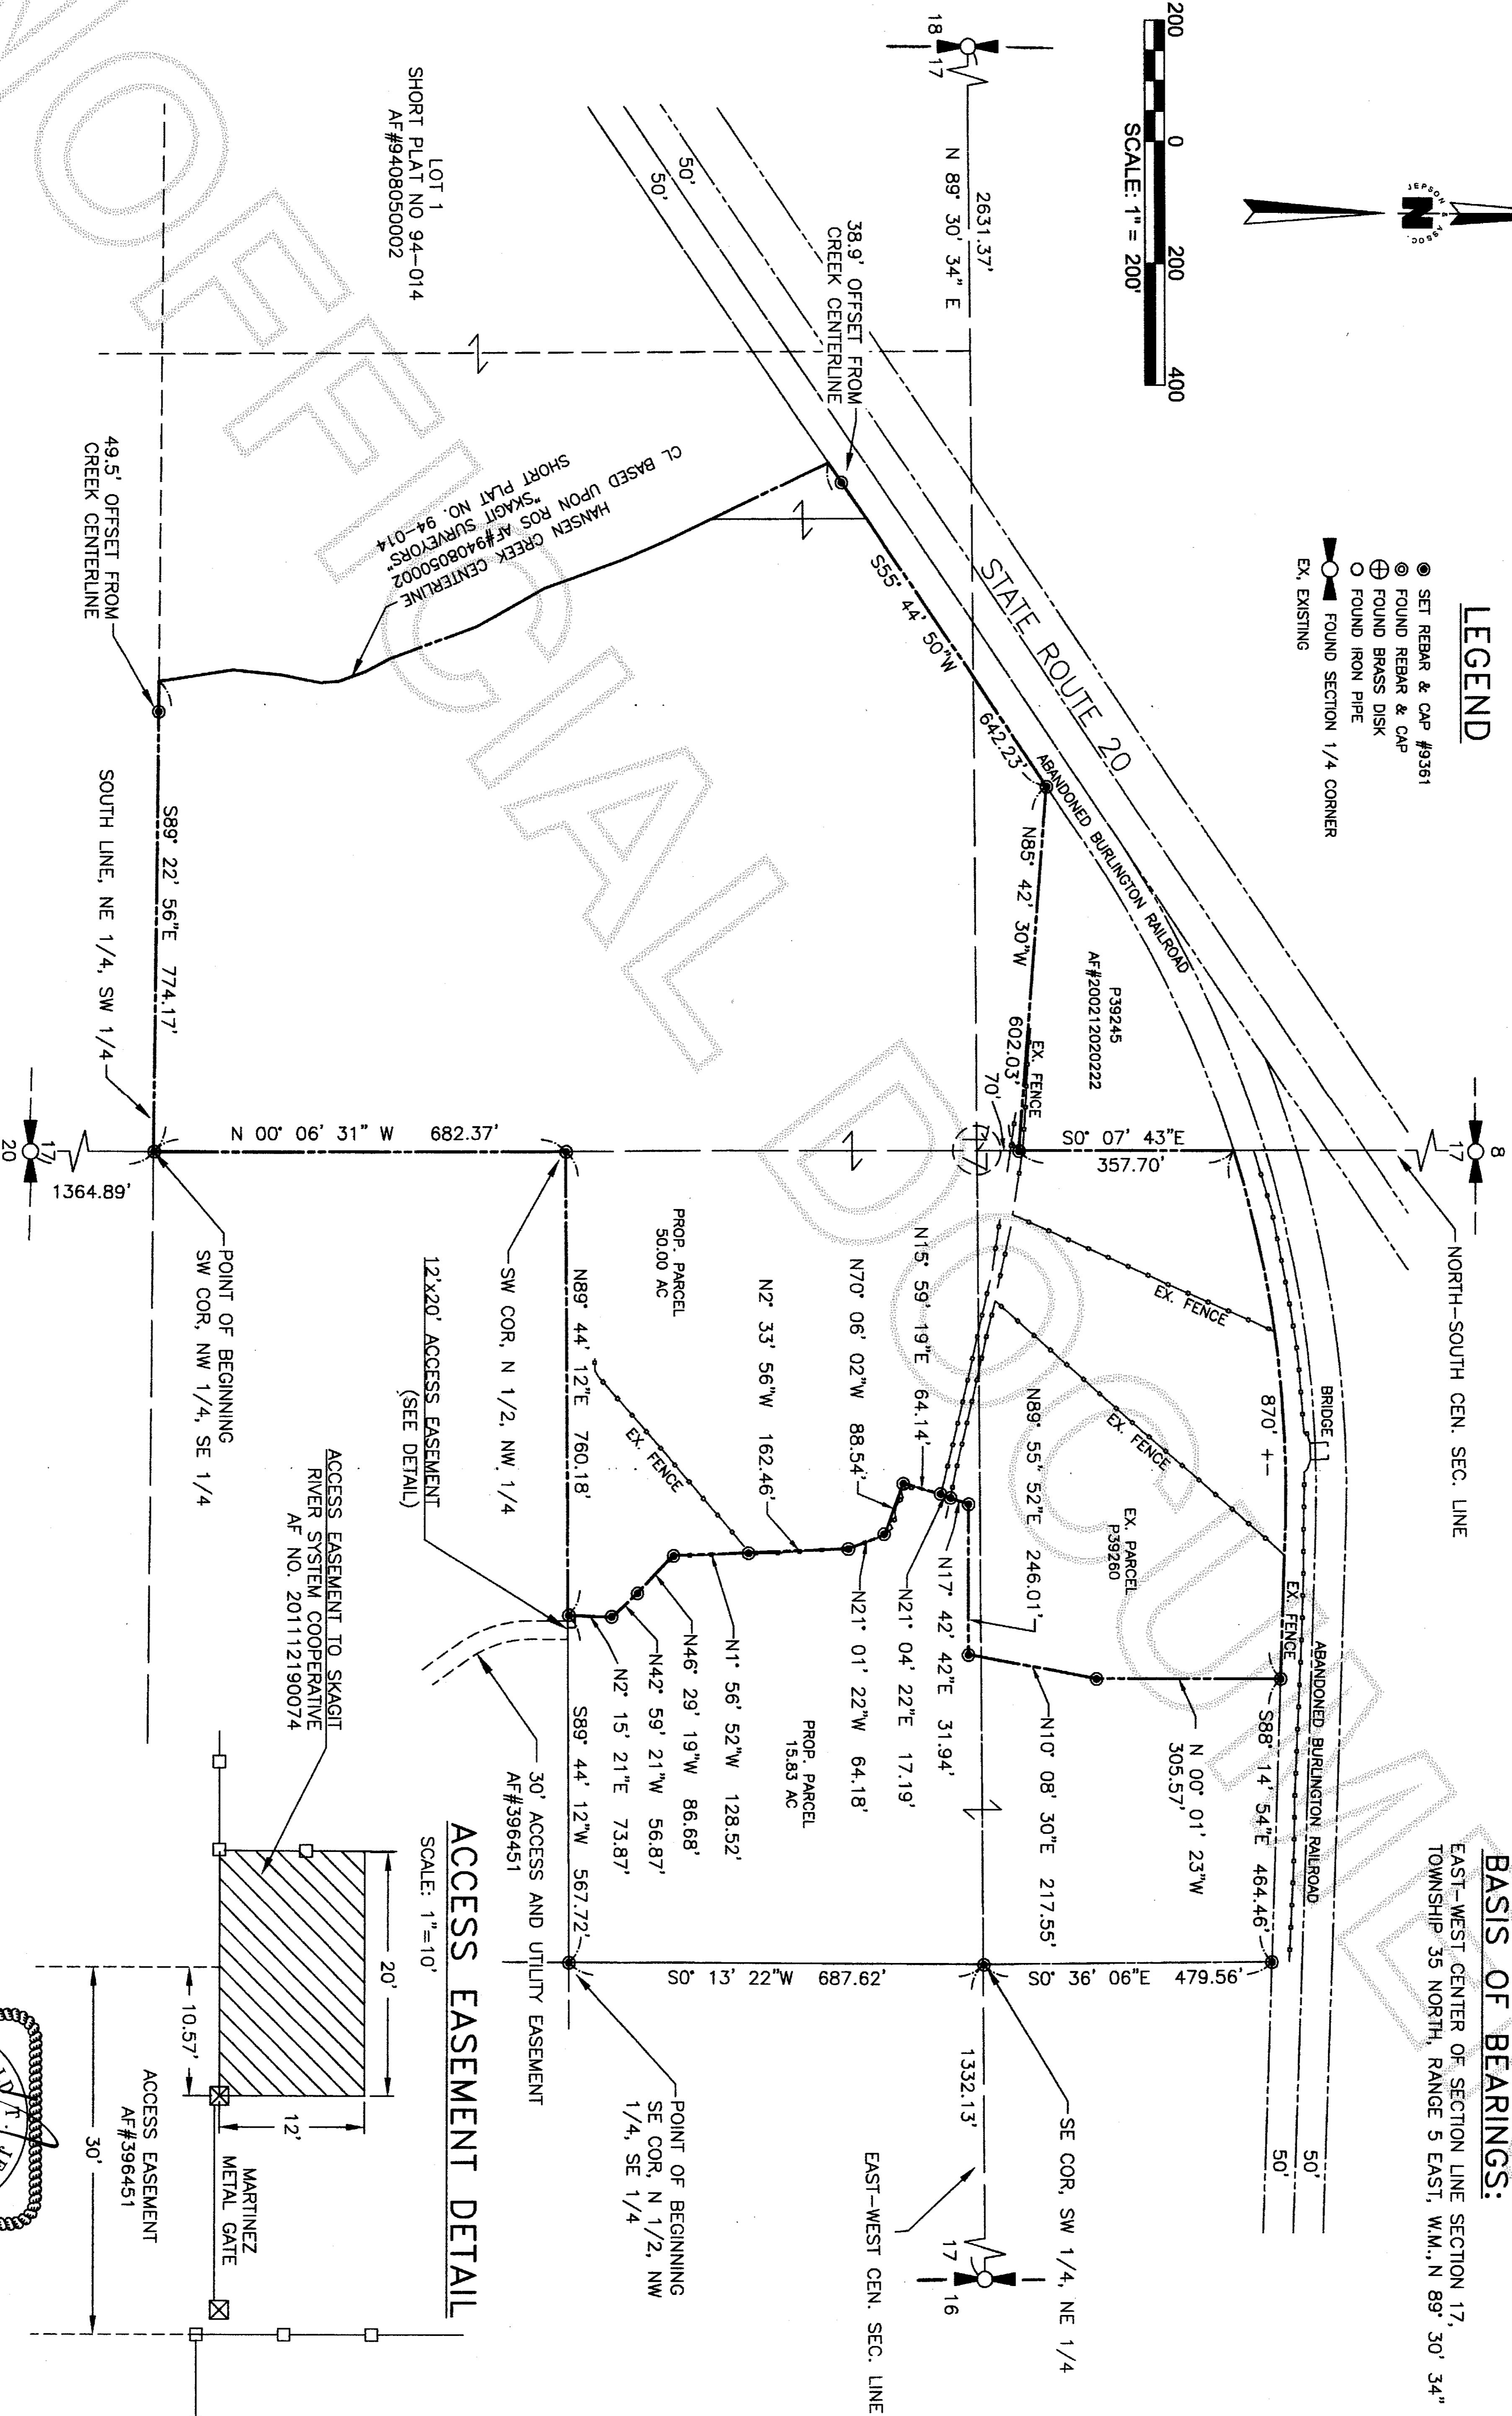 BASIS OF BEARINGS:
EAST-WEST CENTER OF SECTION LINE SECTION 17,
TOWNSHIP 35 NORTH, RANGE 5 EAST, W.M., N 89° 30' 34"
LEGEND
SET REBAR & CAP #9361
FOUND REBAR & CAP
FOUND BRASS DISK
FOUND IRON PIPE
FOUND SECTION 1/4 CORNER
EX, EXISTING
JEPSON & ASSOC.
N
200 0 200 400
SCALE: 1" = 200'
8
17
NORTH-SOUTH CEN. SEC. LINE
BRIDGE
ABANDONED BURLINGTON RAILROAD
50'
50'
EX. FENCE
S88° 14' 54"E 464.46'
870' +-
EX. FENCE
EX. FENCE
N 00° 01' 23"W
305.57'
EX. PARCEL
P39260
S0° 07' 43"E
357.70'
P39245
AF#200212020222
STATE ROUTE 20
ABANDONED BURLINGTON RAILROAD
N85° 42' 30"W
602.03'
EX. FENCE
70'
S55° 44' 50"W
642.23'
N89° 55' 52"E 246.01'
N10° 08' 30"E 217.55'
S0° 36' 06"E 479.56'
SE COR, SW 1/4, NE 1/4
18
17
2631.37'
N 89° 30' 34" E
1332.13'
17
16
EAST-WEST CEN. SEC. LINE
N17° 42' 42"E 31.94'
N21° 04' 22"E 17.19'
N15° 59' 19"E 64.14'
N70° 06' 02"W 88.54'
N21° 01' 22"W 64.18'
N2° 33' 56"W 162.46'
N1° 56' 52"W 128.52'
N46° 29' 19"W 86.68'
N42° 59' 21"W 56.87'
N2° 15' 21"E 73.87'
PROP. PARCEL
15.83 AC
PROP. PARCEL
50.00 AC
EX. FENCE
S0° 13' 22"W 687.62'
38.9' OFFSET FROM
CREEK CENTERLINE
50'
50'
HANSEN CREEK CENTERLINE
CL BASED UPON ROS AF#9408050002
"SKAGIT SURVEYORS"
SHORT PLAT NO. 94-014
LOT 1
SHORT PLAT NO 94-014
AF#9408050002
N89° 44' 12"E 760.18'
S89° 44' 12"W 567.72'
SW COR, N 1/2, NW 1/4
12'x20' ACCESS EASEMENT
(SEE DETAIL)
30' ACCESS AND UTILITY EASEMENT
AF#396451
POINT OF BEGINNING
SE COR, N 1/2, NW
1/4, SE 1/4
N 00° 06' 31" W 682.37'
49.5' OFFSET FROM
CREEK CENTERLINE
S89° 22' 56"E 774.17'
SOUTH LINE, NE 1/4, SW 1/4
POINT OF BEGINNING
SW COR, NW 1/4, SE 1/4
1364.89'
17
20
ACCESS EASEMENT DETAIL
SCALE: 1"=10'
ACCESS EASEMENT TO SKAGIT
RIVER SYSTEM COOPERATIVE
AF NO. 201112190074
20'
12'
10.57'
30'
MARTINEZ
METAL GATE
ACCESS EASEMENT
AF#396451
UNOFFICIAL DOCUMENT